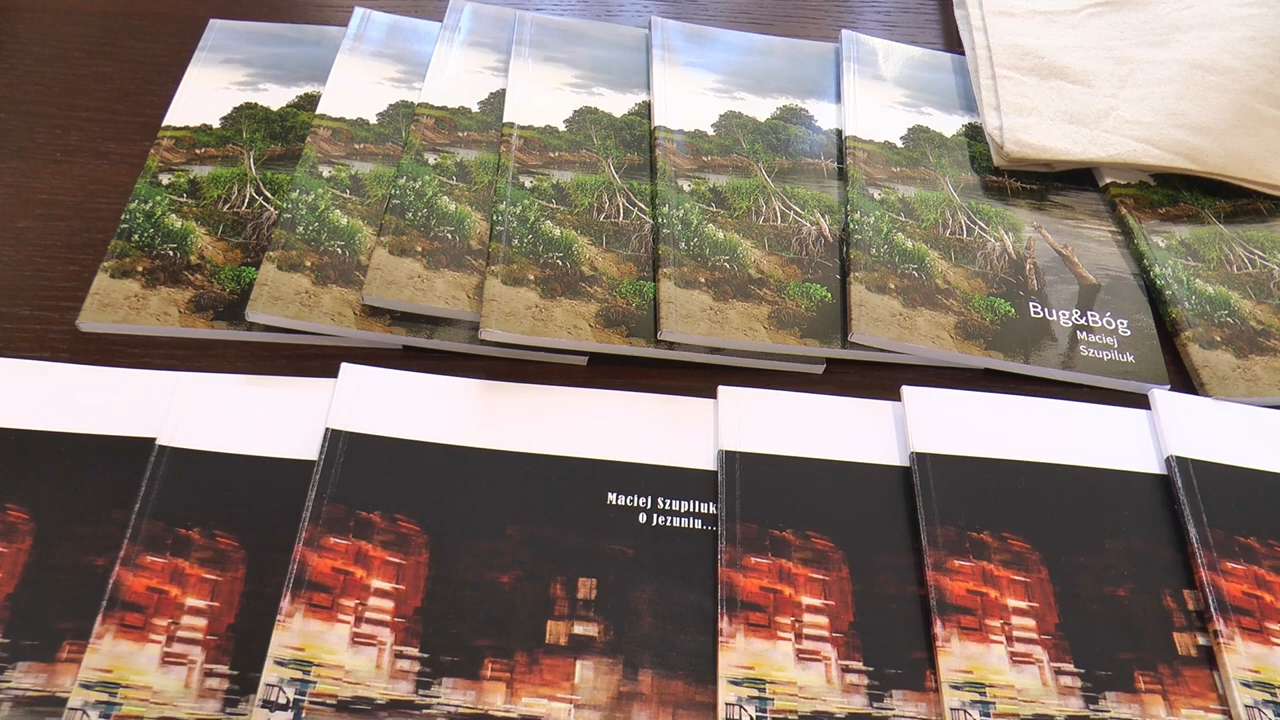 Bug&Bóg
Maciej
Szupiluk
Maciej Szupiluk
O Jezuniu...